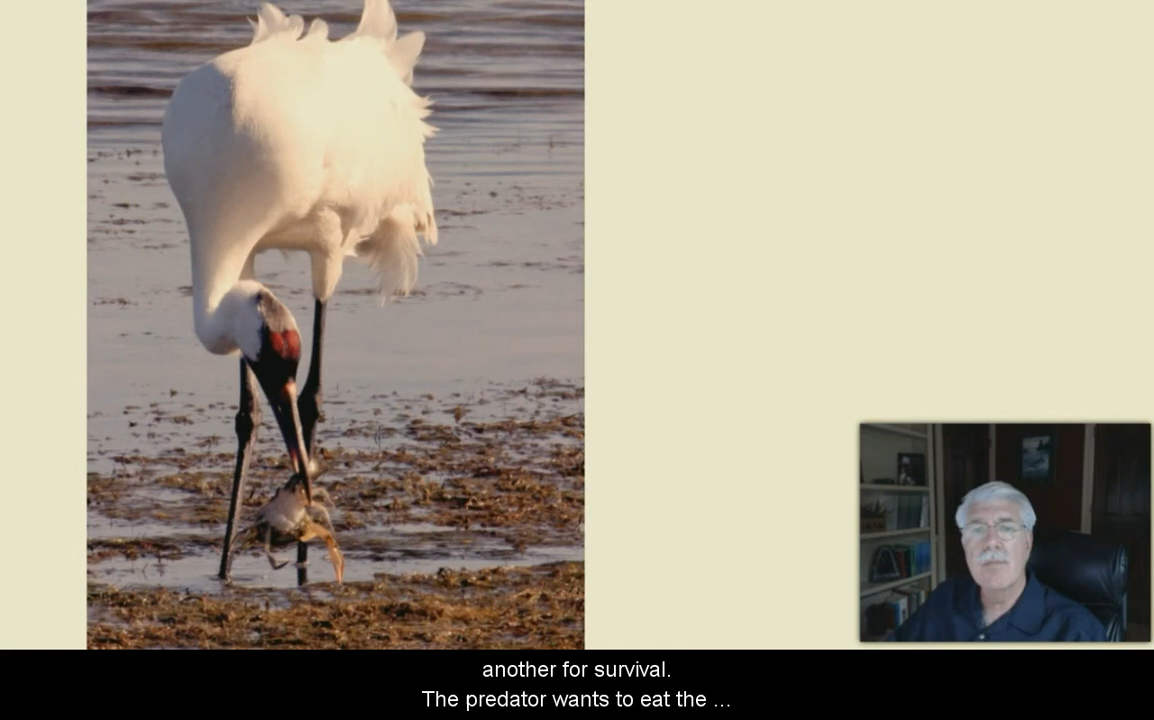 another for survival.
The predator wants to eat the ...